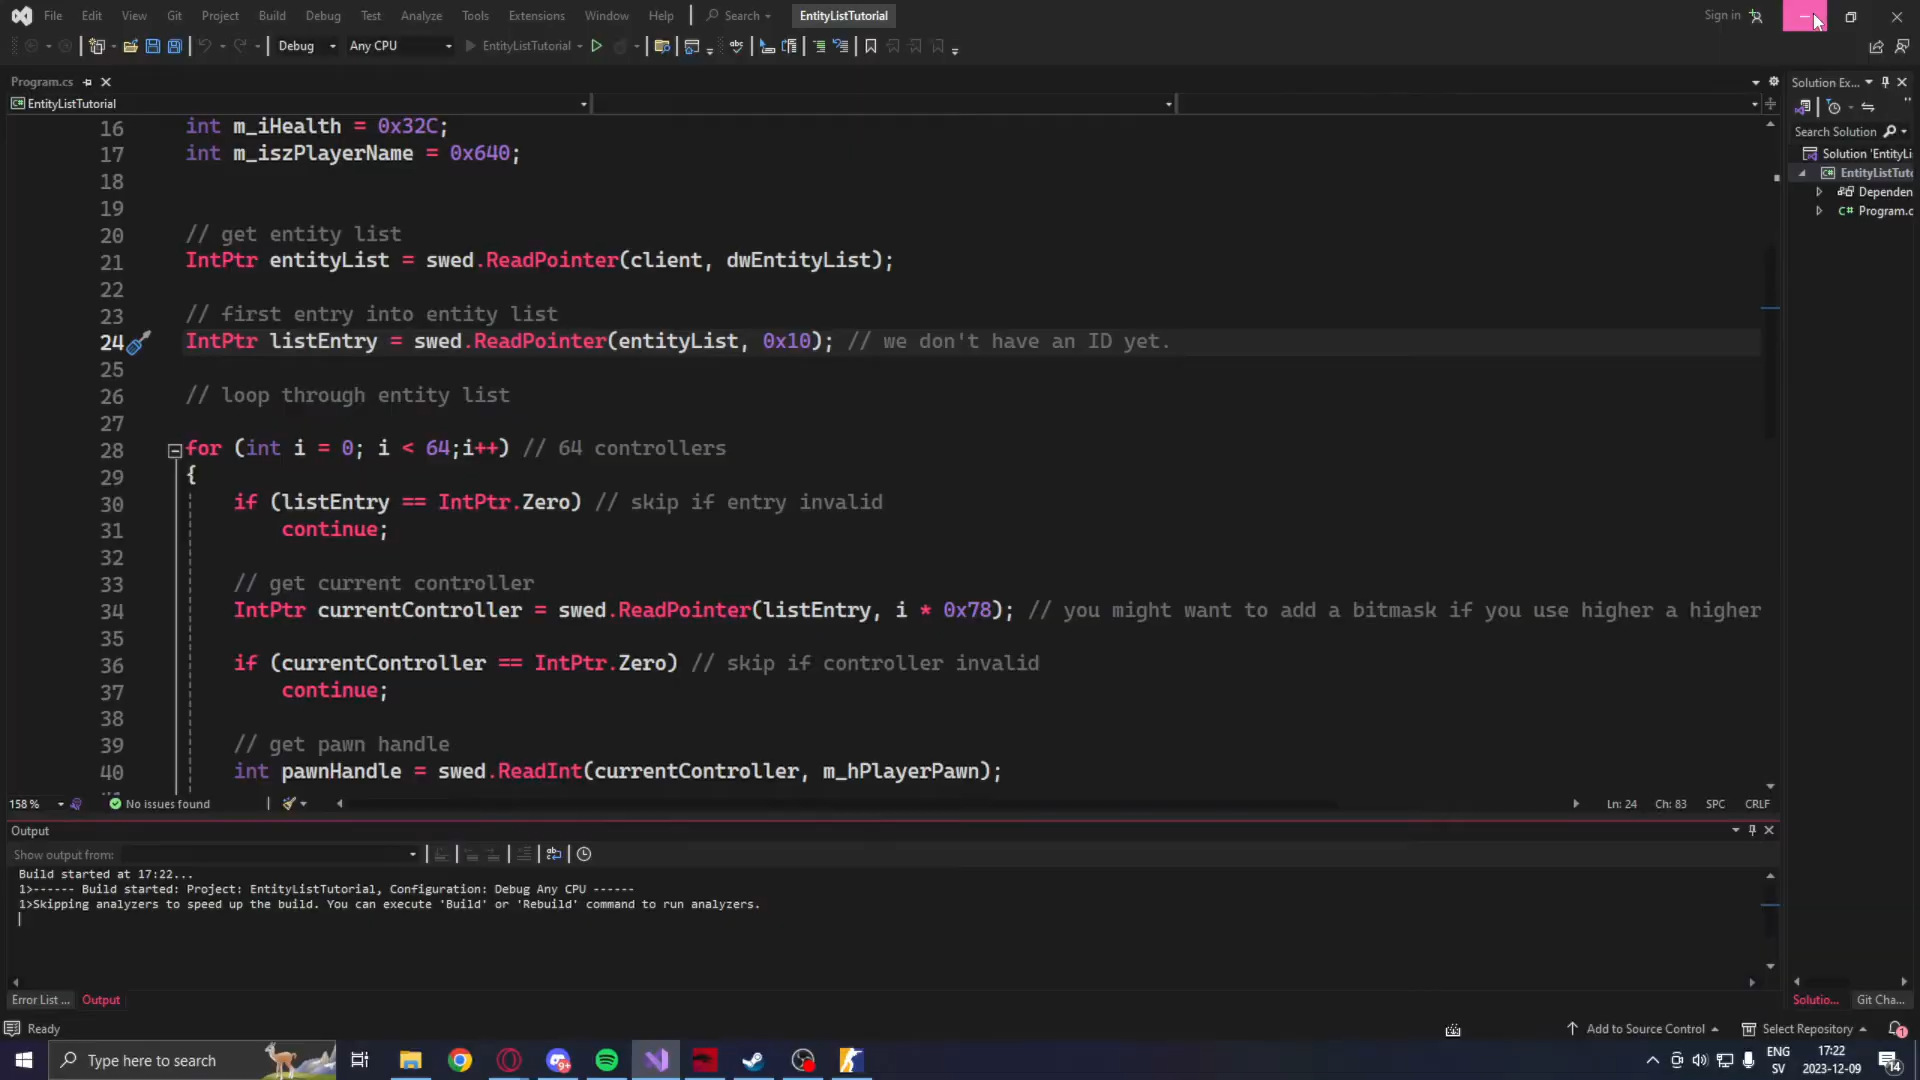 File Edit View Git Project Build Debug Test Analyze Tools Extensions Window Help Search EntityListTutorial Sign in
Debug Any CPU EntityListTutorial
Program.cs Solution Ex...
EntityListTutorial
Search Solution
Solution 'EntityLi
EntityListTuto
Dependen
C# Program.c
16 int m_iHealth = 0x32C;
17 int m_iszPlayerName = 0x640;
18
19
20 // get entity list
21 IntPtr entityList = swed.ReadPointer(client, dwEntityList);
22
23 // first entry into entity list
24 IntPtr listEntry = swed.ReadPointer(entityList, 0x10); // we don't have an ID yet.
25
26 // loop through entity list
27
28 for (int i = 0; i < 64;i++) // 64 controllers
29 {
30 if (listEntry == IntPtr.Zero) // skip if entry invalid
31 continue;
32
33 // get current controller
34 IntPtr currentController = swed.ReadPointer(listEntry, i * 0x78); // you might want to add a bitmask if you use higher a higher
35
36 if (currentController == IntPtr.Zero) // skip if controller invalid
37 continue;
38
39 // get pawn handle
40 int pawnHandle = swed.ReadInt(currentController, m_hPlayerPawn);
158 % No issues found Ln: 24 Ch: 83 SPC CRLF
Output
Show output from:
Build started at 17:22...
1>------ Build started: Project: EntityListTutorial, Configuration: Debug Any CPU ------
1>Skipping analyzers to speed up the build. You can execute 'Build' or 'Rebuild' command to run analyzers.
Error List ... Output Solutio... Git Cha...
Ready Add to Source Control Select Repository 1
Type here to search 9+ ENG 17:22
SV 2023-12-09 14